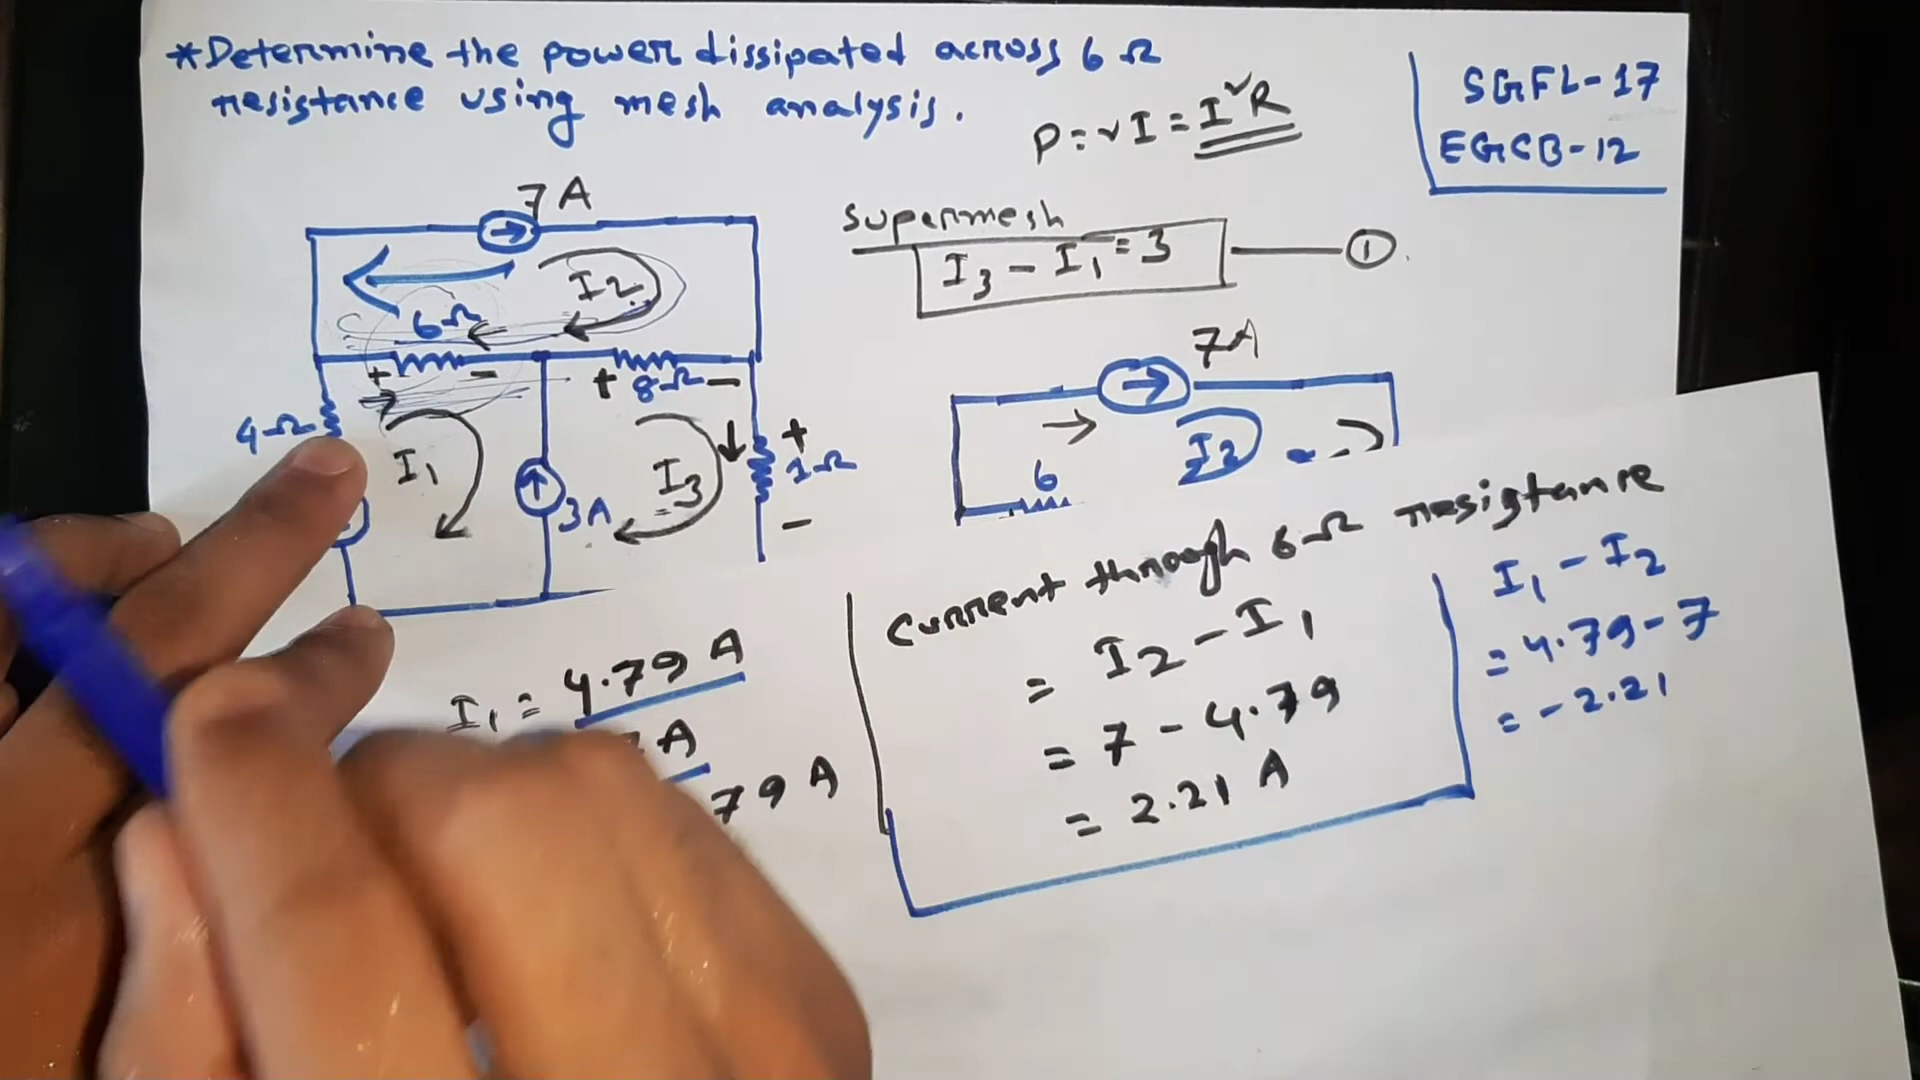 *Determine the power dissipated across 6 Ω
resistance using mesh analysis.
P = VI = I²R
SGFL-17
EGCB-12
7 A
I2
6Ω
+ -
+ 8Ω -
4Ω
I1
3A
I3
+
1Ω
-
Supermesh
I3 - I1 = 3
1
7A
I2
6
I1 = 4.79 A
A
79 A
Current through 6Ω resistance
= I2 - I1
= 7 - 4.79
= 2.21 A
I1 - I2
= 4.79 - 7
= -2.21